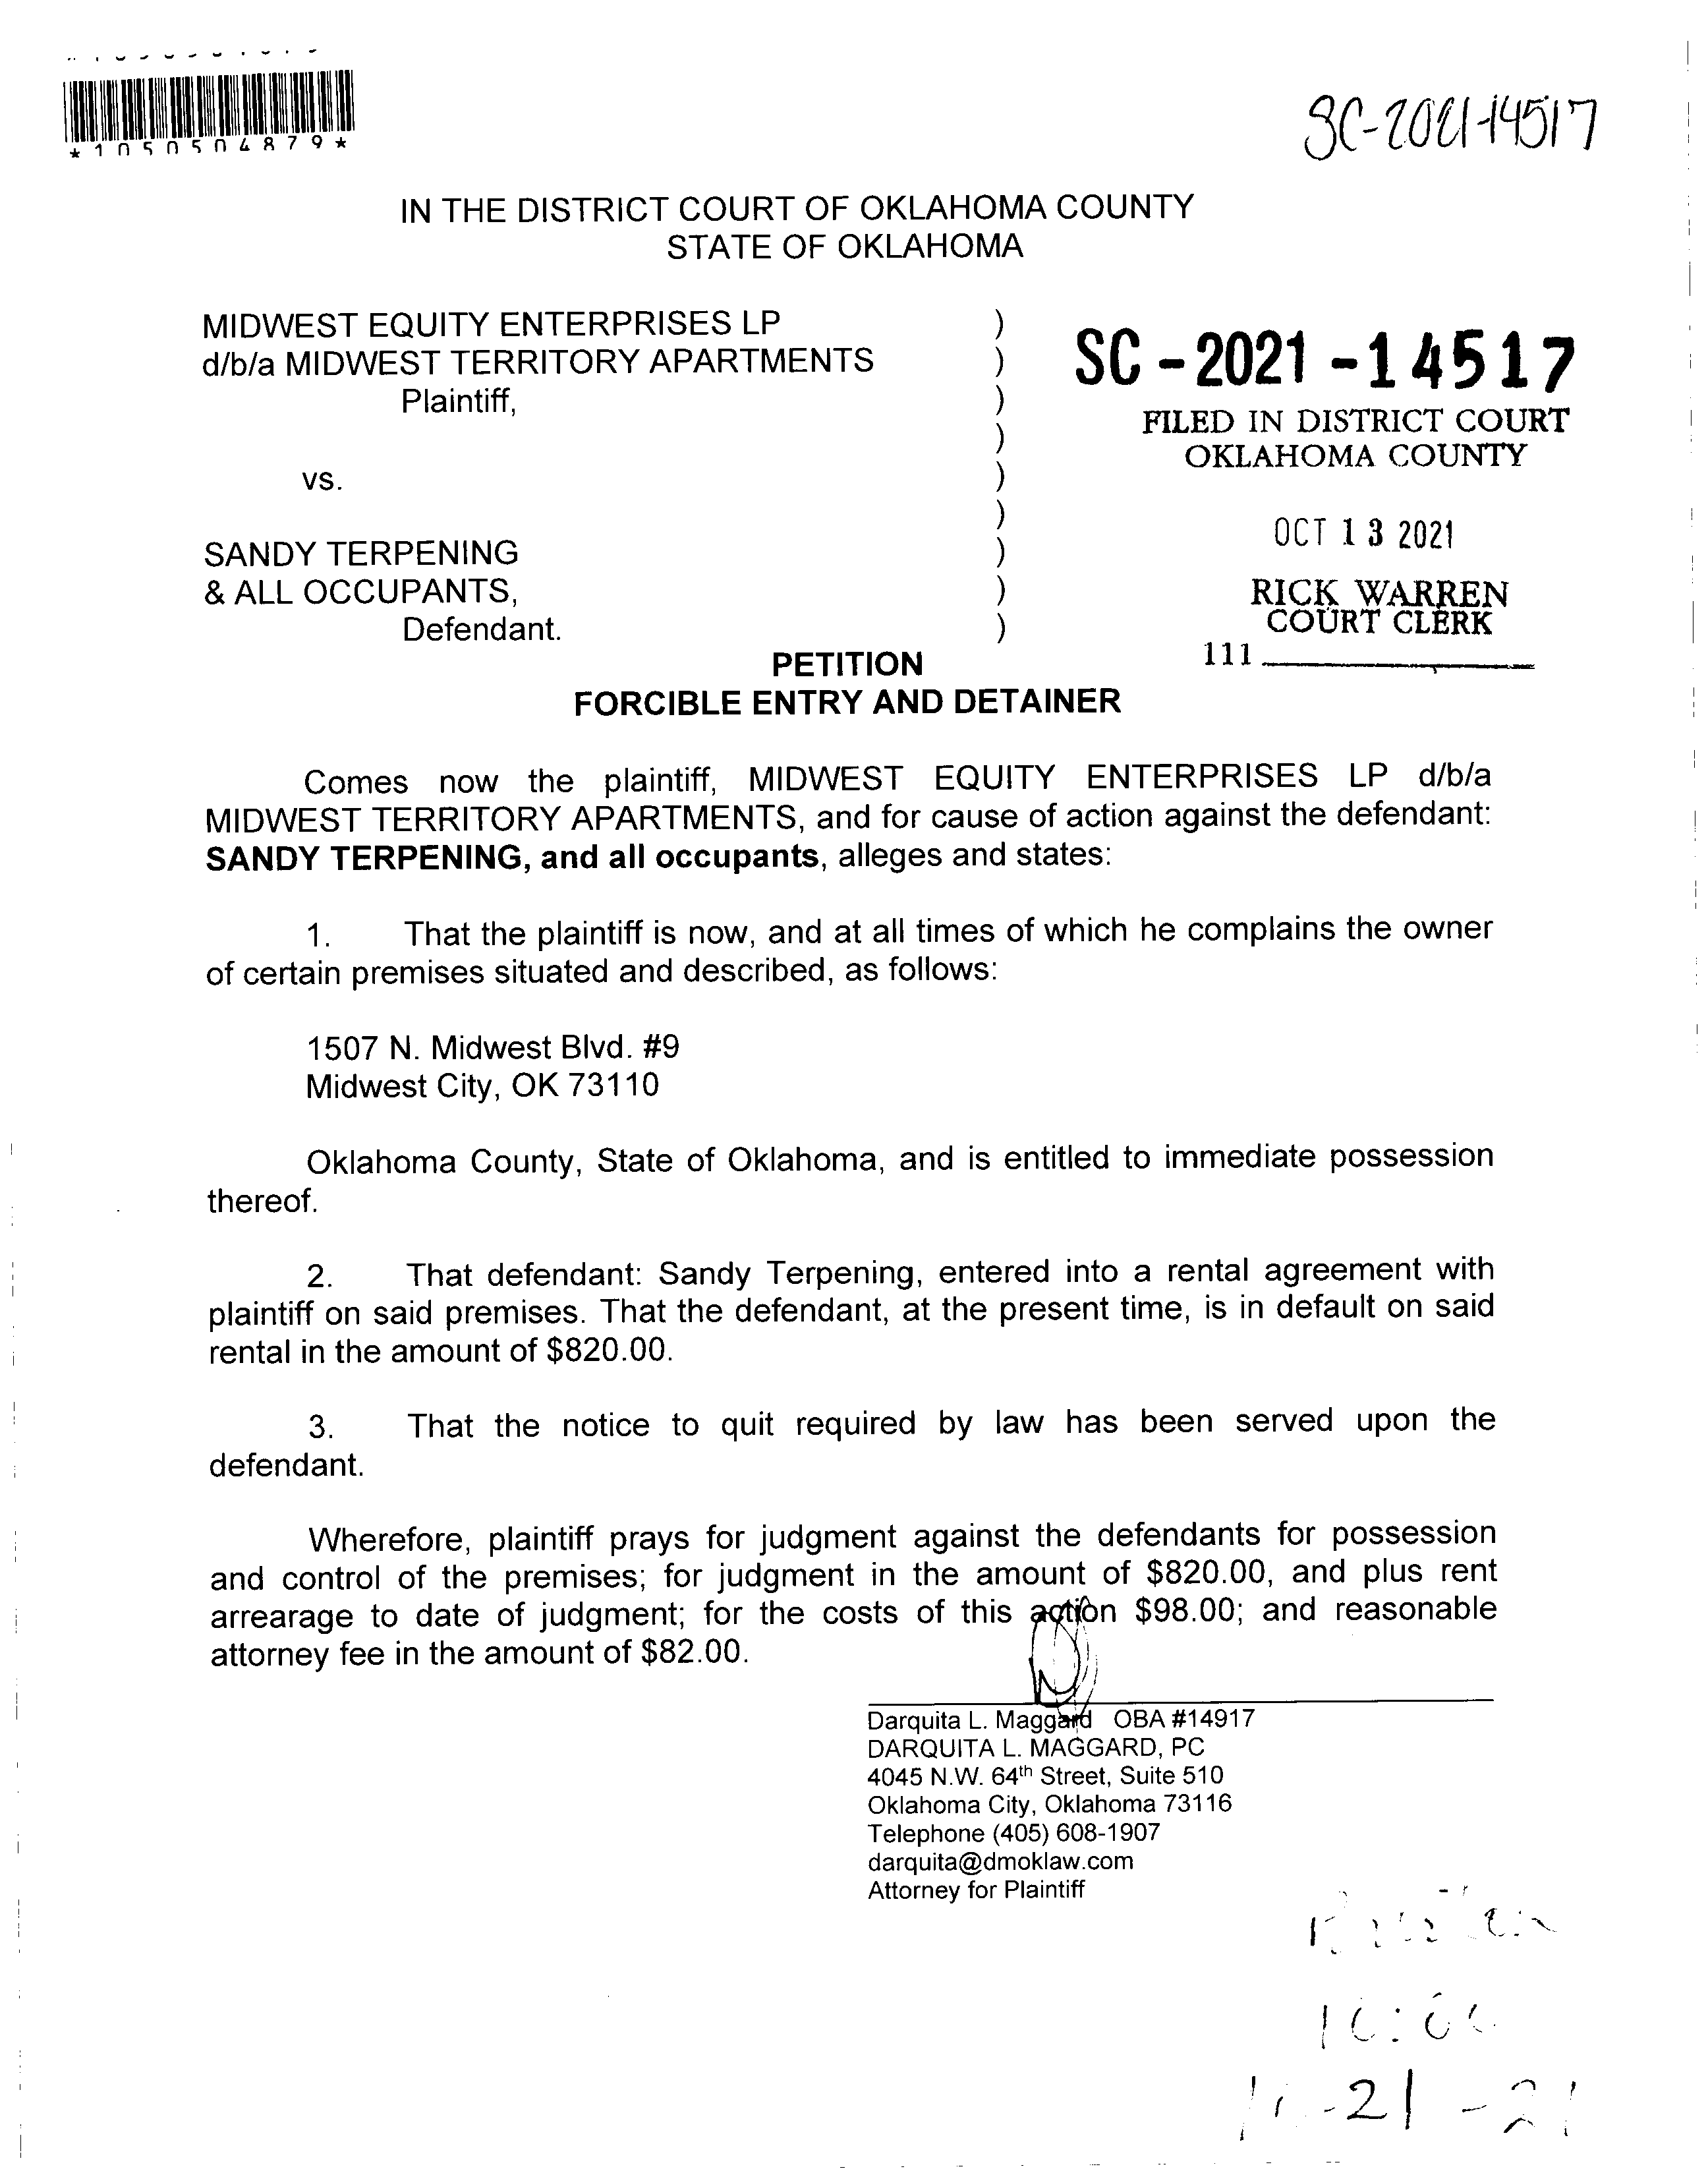 *1050504879*
SC-2021-14517
IN THE DISTRICT COURT OF OKLAHOMA COUNTY
STATE OF OKLAHOMA
MIDWEST EQUITY ENTERPRISES LP )
d/b/a MIDWEST TERRITORY APARTMENTS )
Plaintiff, )
)
vs. )
)
SANDY TERPENING )
& ALL OCCUPANTS, )
Defendant. )
SC-2021-14517
FILED IN DISTRICT COURT
OKLAHOMA COUNTY
OCT 13 2021
RICK WARREN
COURT CLERK
111
PETITION
FORCIBLE ENTRY AND DETAINER
Comes now the plaintiff, MIDWEST EQUITY ENTERPRISES LP d/b/a
MIDWEST TERRITORY APARTMENTS, and for cause of action against the defendant:
SANDY TERPENING, and all occupants, alleges and states:
1. That the plaintiff is now, and at all times of which he complains the owner
of certain premises situated and described, as follows:
1507 N. Midwest Blvd. #9
Midwest City, OK 73110
Oklahoma County, State of Oklahoma, and is entitled to immediate possession
thereof.
2. That defendant: Sandy Terpening, entered into a rental agreement with
plaintiff on said premises. That the defendant, at the present time, is in default on said
rental in the amount of $820.00.
3. That the notice to quit required by law has been served upon the
defendant.
Wherefore, plaintiff prays for judgment against the defendants for possession
and control of the premises; for judgment in the amount of $820.00, and plus rent
arrearage to date of judgment; for the costs of this action $98.00; and reasonable
attorney fee in the amount of $82.00.
Darquita L. Maggard OBA #14917
DARQUITA L. MAGGARD, PC
4045 N.W. 64th Street, Suite 510
Oklahoma City, Oklahoma 73116
Telephone (405) 608-1907
darquita@dmoklaw.com
Attorney for Plaintiff